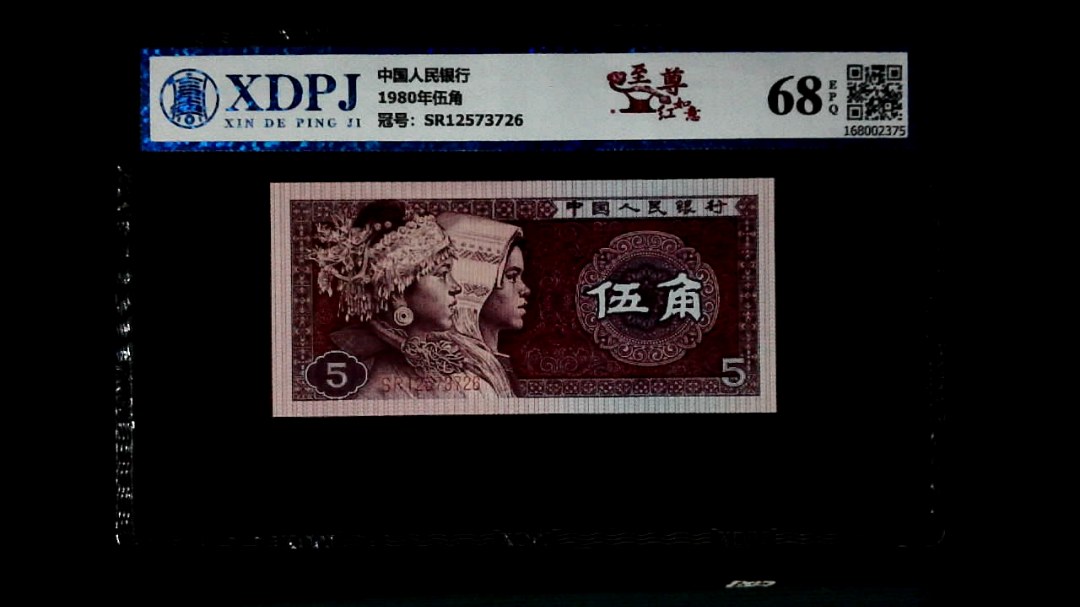 XDPJ
XIN DE PING JI
中国人民银行
1980年伍角
冠号：SR12573726
至尊
红如意
68
EPQ
168002375
中国人民银行
伍角
5
SR12573726
5